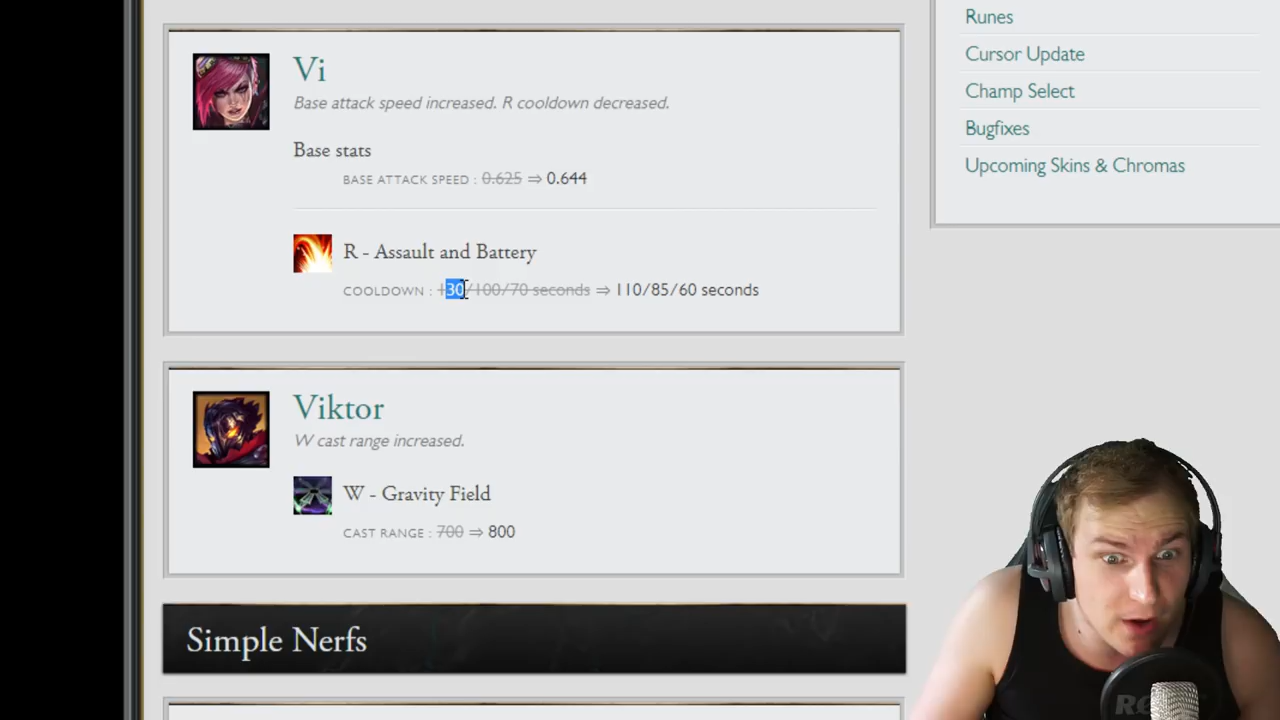 Runes
Cursor Update
Champ Select
Bugfixes
Upcoming Skins & Chromas
Vi
Base attack speed increased. R cooldown decreased.
Base stats
BASE ATTACK SPEED : 0.625 ⇒ 0.644
R - Assault and Battery
COOLDOWN : 130/100/70 seconds ⇒ 110/85/60 seconds
Viktor
W cast range increased.
W - Gravity Field
CAST RANGE : 700 ⇒ 800
Simple Nerfs